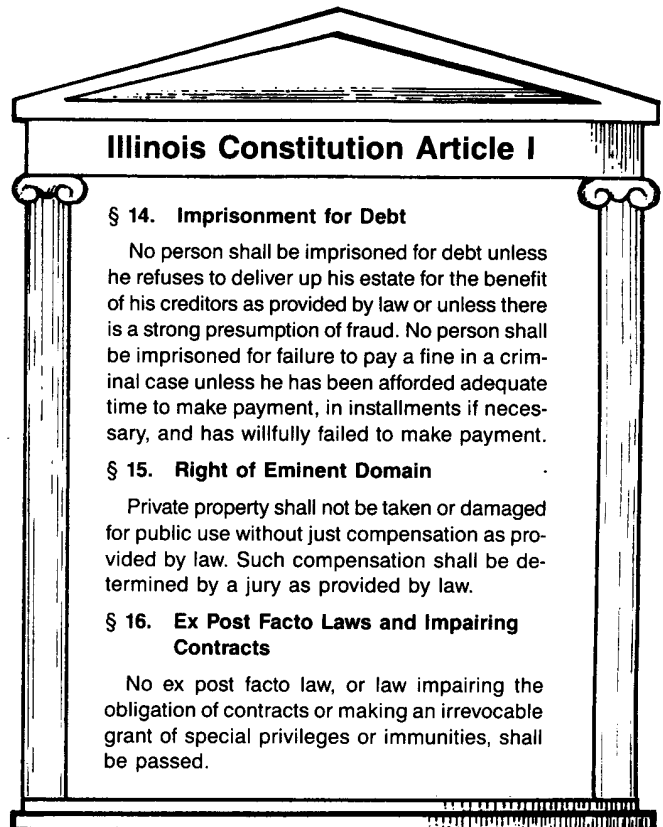 Illinois Constitution Article I
§ 14. Imprisonment for Debt
No person shall be imprisoned for debt unless
he refuses to deliver up his estate for the benefit
of his creditors as provided by law or unless there
is a strong presumption of fraud. No person shall
be imprisoned for failure to pay a fine in a crim-
inal case unless he has been afforded adequate
time to make payment, in installments if neces-
sary, and has willfully failed to make payment.
§ 15. Right of Eminent Domain
Private property shall not be taken or damaged
for public use without just compensation as pro-
vided by law. Such compensation shall be de-
termined by a jury as provided by law.
§ 16. Ex Post Facto Laws and Impairing
Contracts
No ex post facto law, or law impairing the
obligation of contracts or making an irrevocable
grant of special privileges or immunities, shall
be passed.